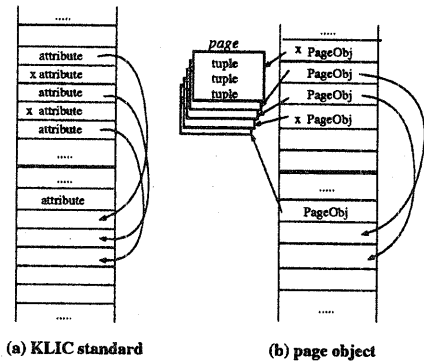 .....
attribute
x attribute
attribute
x attribute
attribute
.....
.....
attribute
.....
(a) KLIC standard
page
tuple
tuple
tuple
.....
x PageObj
PageObj
PageObj
x PageObj
.....
PageObj
.....
(b) page object